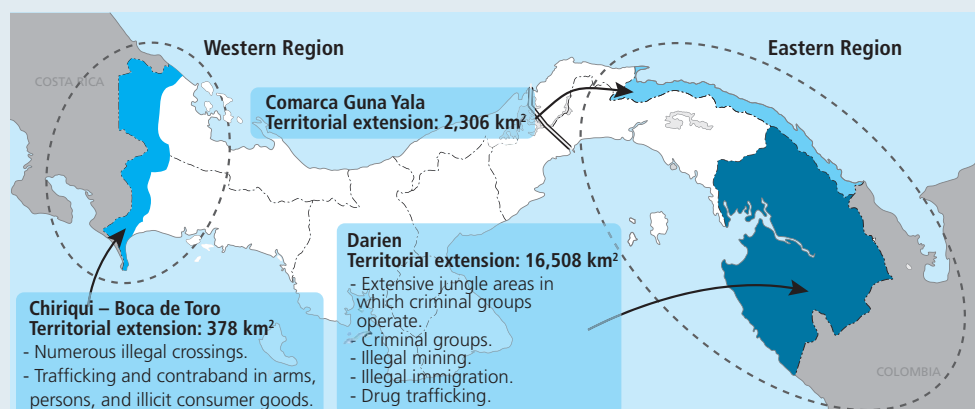 Western Region
Eastern Region
COSTA RICA
Comarca Guna Yala
Territorial extension: 2,306 km²
Darien
Territorial extension: 16,508 km²
- Extensive jungle areas in
which criminal groups
operate.
- Criminal groups.
- Illegal mining.
- Illegal immigration.
- Drug trafficking.
Chiriqui – Boca de Toro
Territorial extension: 378 km²
- Numerous illegal crossings.
- Trafficking and contraband in arms,
persons, and illicit consumer goods.
COLOMBIA